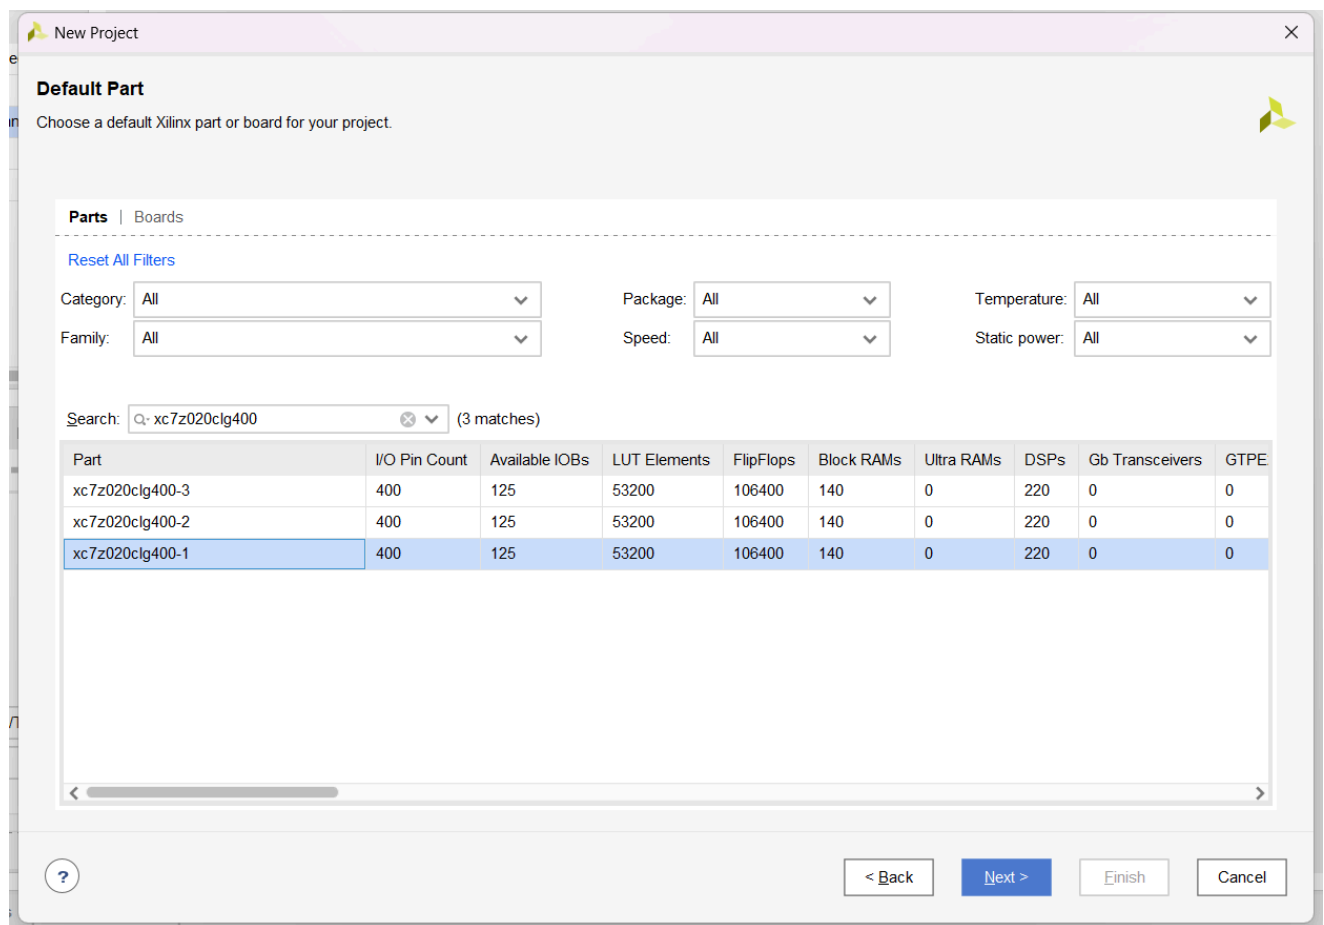 New Project
Default Part
Choose a default Xilinx part or board for your project.
Parts | Boards
Reset All Filters
Category: All Package: All Temperature: All
Family: All Speed: All Static power: All
Search: xc7z020clg400 (3 matches)
Part I/O Pin Count Available IOBs LUT Elements FlipFlops Block RAMs Ultra RAMs DSPs Gb Transceivers GTPE
xc7z020clg400-3 400 125 53200 106400 140 0 220 0 0
xc7z020clg400-2 400 125 53200 106400 140 0 220 0 0
xc7z020clg400-1 400 125 53200 106400 140 0 220 0 0
? < Back Next > Finish Cancel